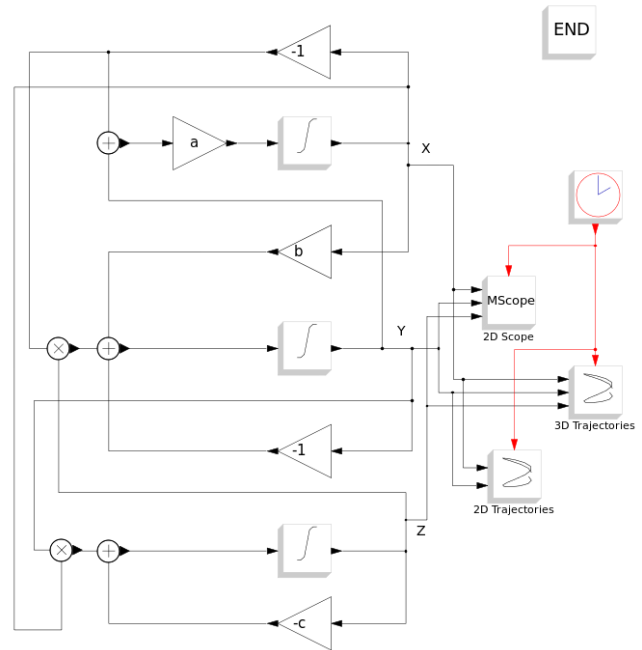 END
-1
a
X
b
MScope
2D Scope
Y
3D Trajectories
-1
2D Trajectories
Z
-c